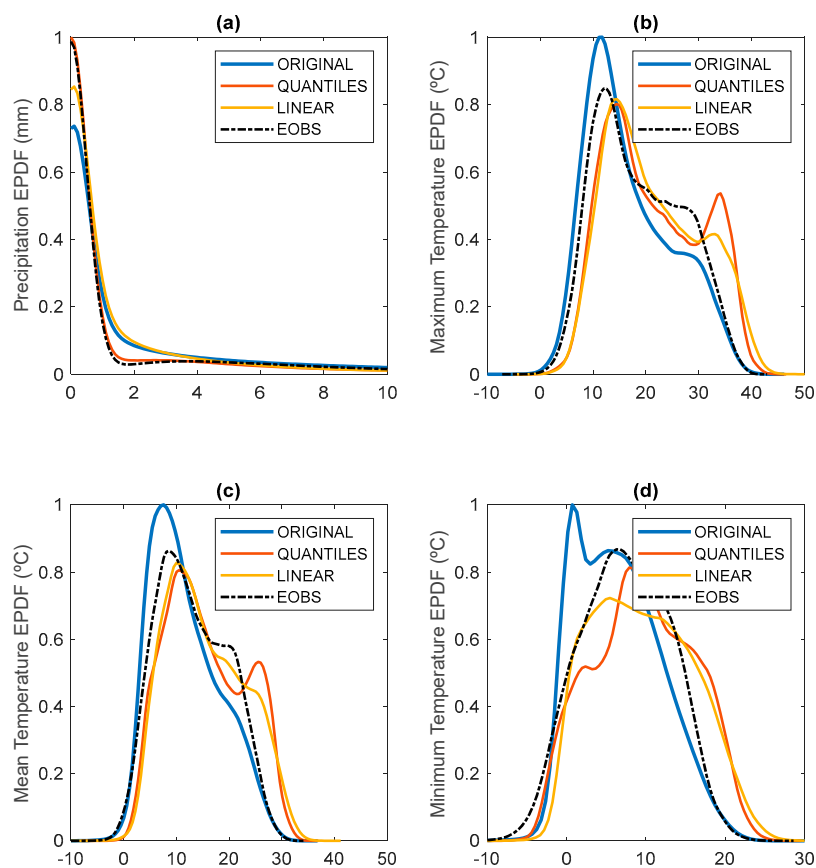 (a)
1
0.8
0.6
0.4
0.2
0
Precipitation EPDF (mm)
ORIGINAL
QUANTILES
LINEAR
EOBS
0 2 4 6 8 10
(b)
1
0.8
0.6
0.4
0.2
0
Maximum Temperature EPDF (ºC)
ORIGINAL
QUANTILES
LINEAR
EOBS
-10 0 10 20 30 40 50
(c)
1
0.8
0.6
0.4
0.2
0
Mean Temperature EPDF (ºC)
ORIGINAL
QUANTILES
LINEAR
EOBS
-10 0 10 20 30 40 50
(d)
1
0.8
0.6
0.4
0.2
0
Minimum Temperature EPDF (ºC)
ORIGINAL
QUANTILES
LINEAR
EOBS
-10 0 10 20 30